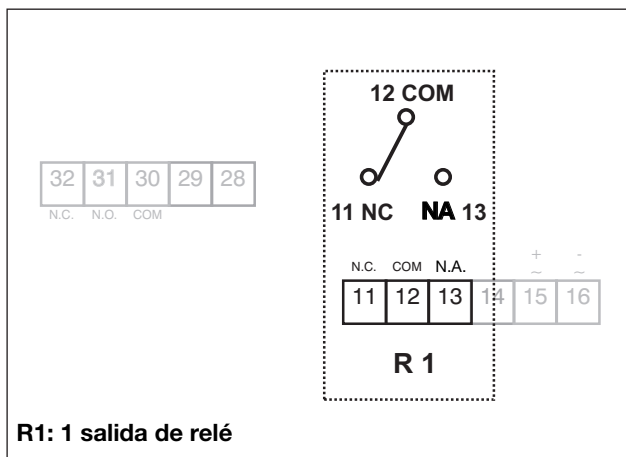 12 COM
11 NC NA 13
32 31 30 29 28
N.C. N.O. COM
N.C. COM N.A. + -
~ ~
11 12 13 14 15 16
R 1
R1: 1 salida de relé